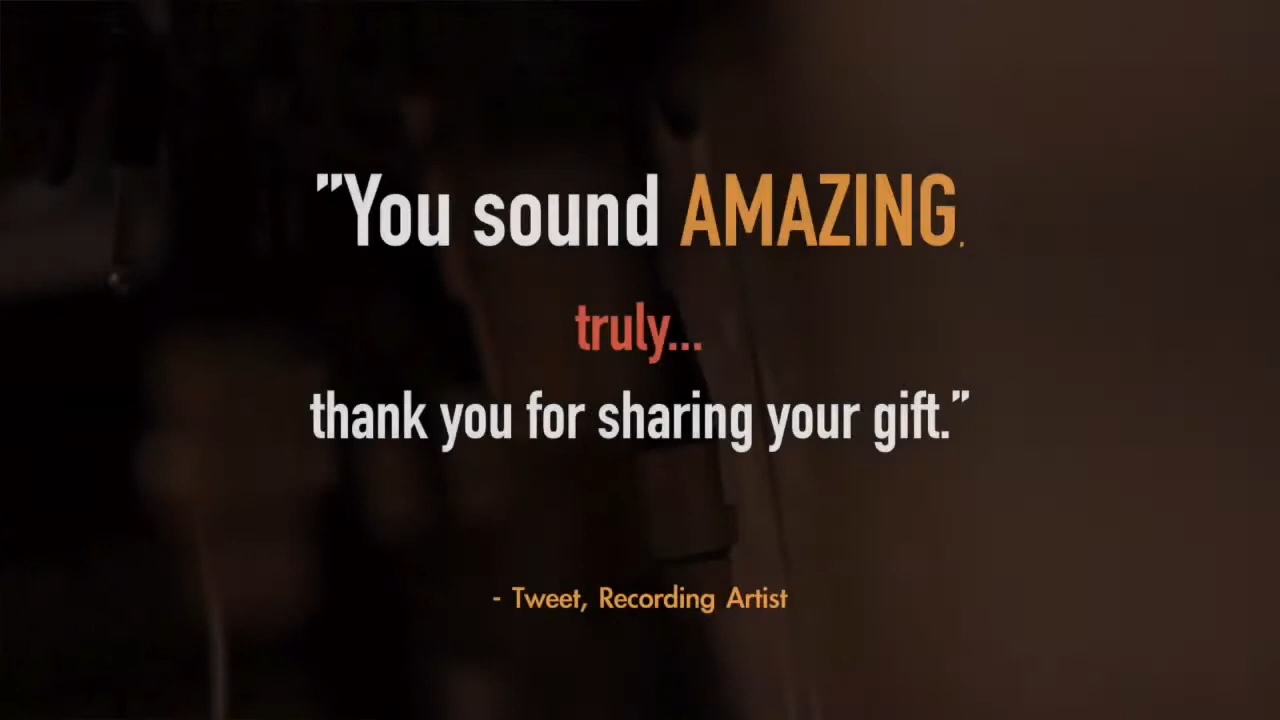 "You sound AMAZING,
truly...
thank you for sharing your gift."
- Tweet, Recording Artist